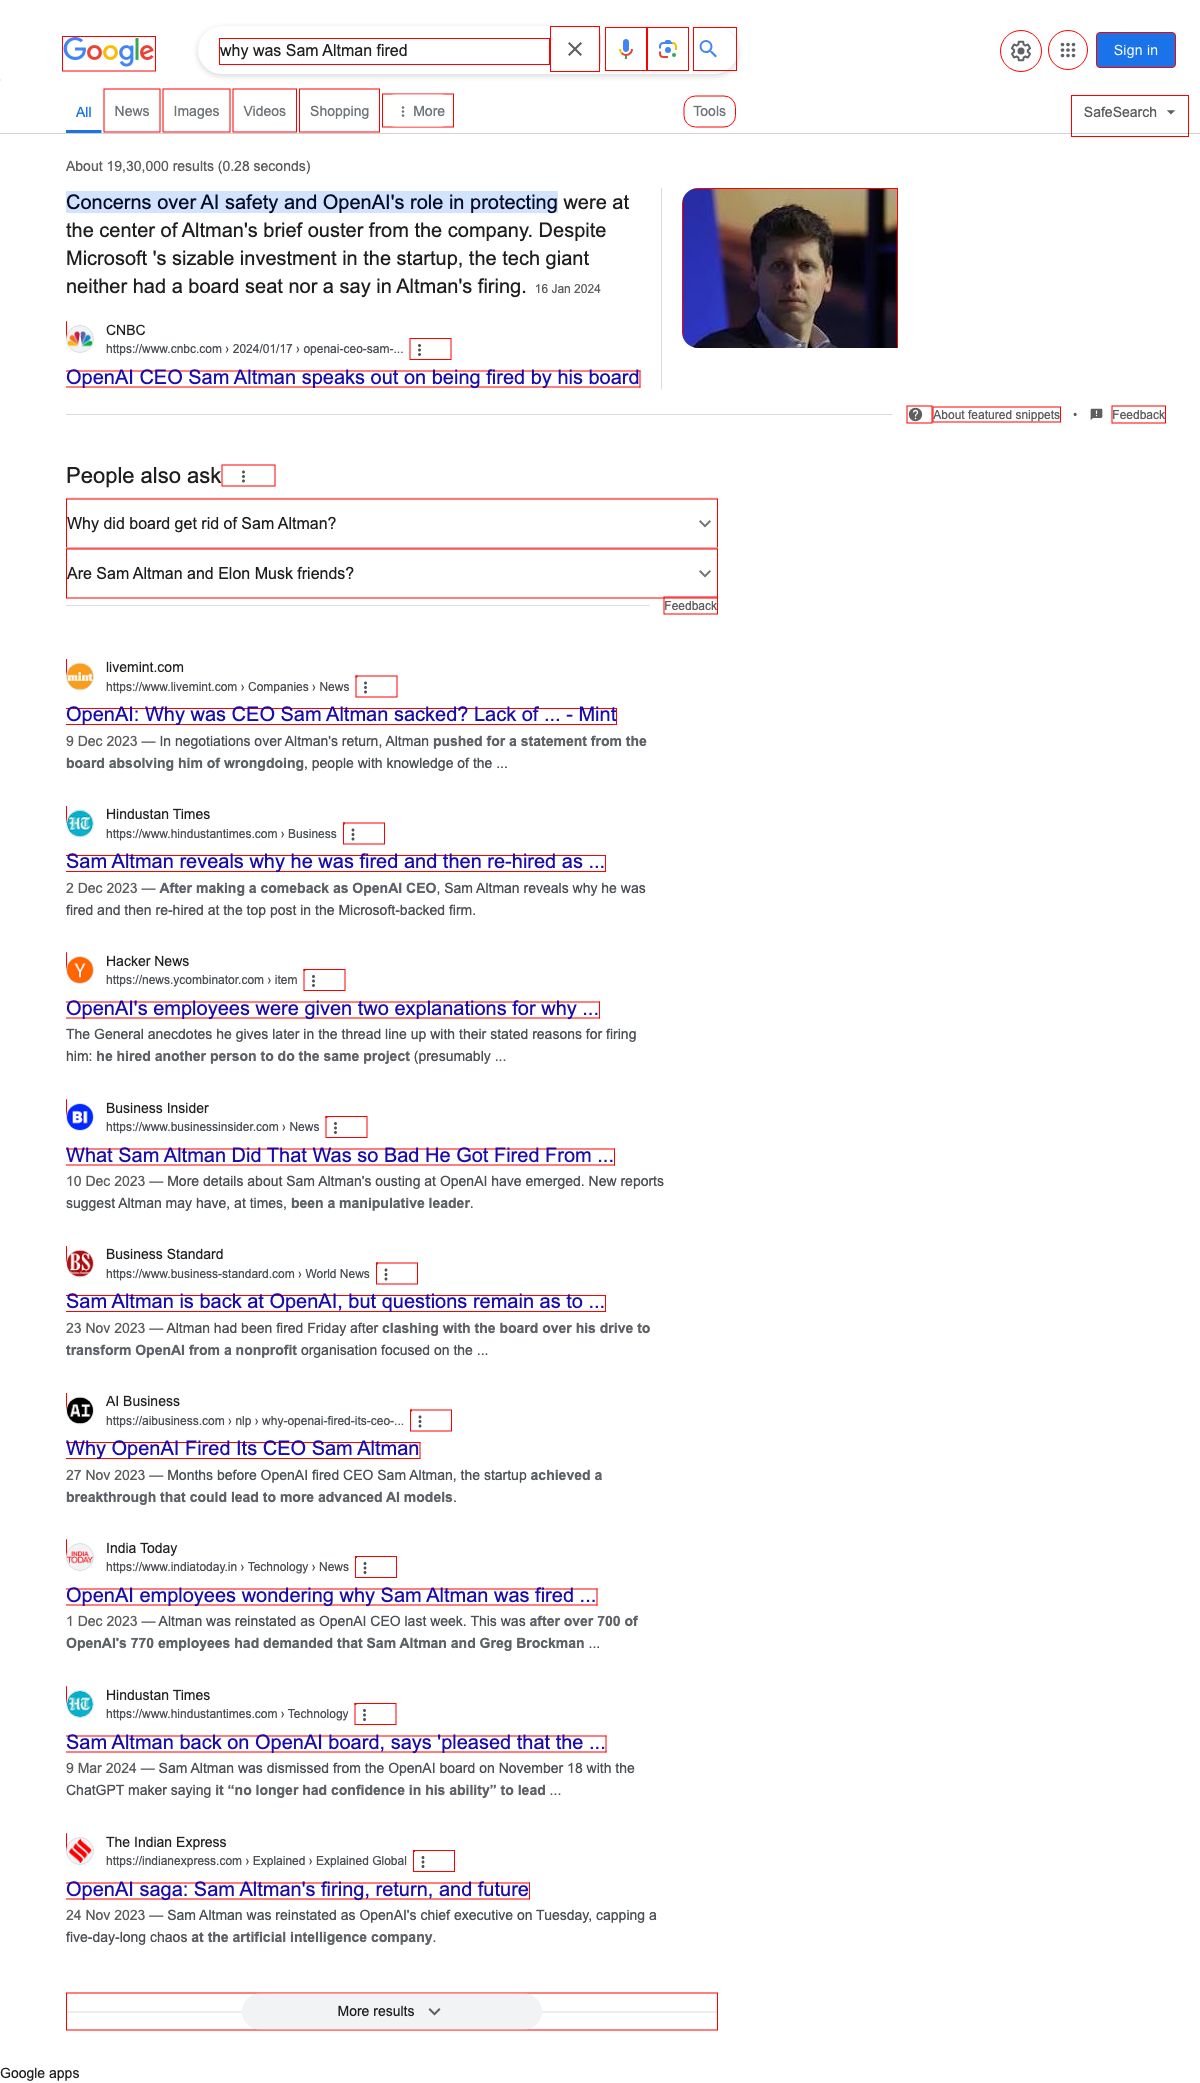 Google
why was Sam Altman fired
Sign in
All
News
Images
Videos
Shopping
More
Tools
SafeSearch
About 19,30,000 results (0.28 seconds)
Concerns over AI safety and OpenAI's role in protecting were at
the center of Altman's brief ouster from the company. Despite
Microsoft 's sizable investment in the startup, the tech giant
neither had a board seat nor a say in Altman's firing. 16 Jan 2024
CNBC
https://www.cnbc.com › 2024/01/17 › openai-ceo-sam-...
OpenAI CEO Sam Altman speaks out on being fired by his board
About featured snippets • Feedback
People also ask
Why did board get rid of Sam Altman?
Are Sam Altman and Elon Musk friends?
Feedback
mint
livemint.com
https://www.livemint.com › Companies › News
OpenAI: Why was CEO Sam Altman sacked? Lack of ... - Mint
9 Dec 2023 — In negotiations over Altman's return, Altman pushed for a statement from the
board absolving him of wrongdoing, people with knowledge of the ...
HT
Hindustan Times
https://www.hindustantimes.com › Business
Sam Altman reveals why he was fired and then re-hired as ...
2 Dec 2023 — After making a comeback as OpenAI CEO, Sam Altman reveals why he was
fired and then re-hired at the top post in the Microsoft-backed firm.
Y
Hacker News
https://news.ycombinator.com › item
OpenAI's employees were given two explanations for why ...
The General anecdotes he gives later in the thread line up with their stated reasons for firing
him: he hired another person to do the same project (presumably ...
BI
Business Insider
https://www.businessinsider.com › News
What Sam Altman Did That Was so Bad He Got Fired From ...
10 Dec 2023 — More details about Sam Altman's ousting at OpenAI have emerged. New reports
suggest Altman may have, at times, been a manipulative leader.
BS
Business Standard
https://www.business-standard.com › World News
Sam Altman is back at OpenAI, but questions remain as to ...
23 Nov 2023 — Altman had been fired Friday after clashing with the board over his drive to
transform OpenAI from a nonprofit organisation focused on the ...
AI
AI Business
https://aibusiness.com › nlp › why-openai-fired-its-ceo-...
Why OpenAI Fired Its CEO Sam Altman
27 Nov 2023 — Months before OpenAI fired CEO Sam Altman, the startup achieved a
breakthrough that could lead to more advanced AI models.
INDIA
TODAY
India Today
https://www.indiatoday.in › Technology › News
OpenAI employees wondering why Sam Altman was fired ...
1 Dec 2023 — Altman was reinstated as OpenAI CEO last week. This was after over 700 of
OpenAI's 770 employees had demanded that Sam Altman and Greg Brockman ...
HT
Hindustan Times
https://www.hindustantimes.com › Technology
Sam Altman back on OpenAI board, says 'pleased that the ...
9 Mar 2024 — Sam Altman was dismissed from the OpenAI board on November 18 with the
ChatGPT maker saying it “no longer had confidence in his ability” to lead ...
The Indian Express
https://indianexpress.com › Explained › Explained Global
OpenAI saga: Sam Altman's firing, return, and future
24 Nov 2023 — Sam Altman was reinstated as OpenAI's chief executive on Tuesday, capping a
five-day-long chaos at the artificial intelligence company.
More results
Google apps